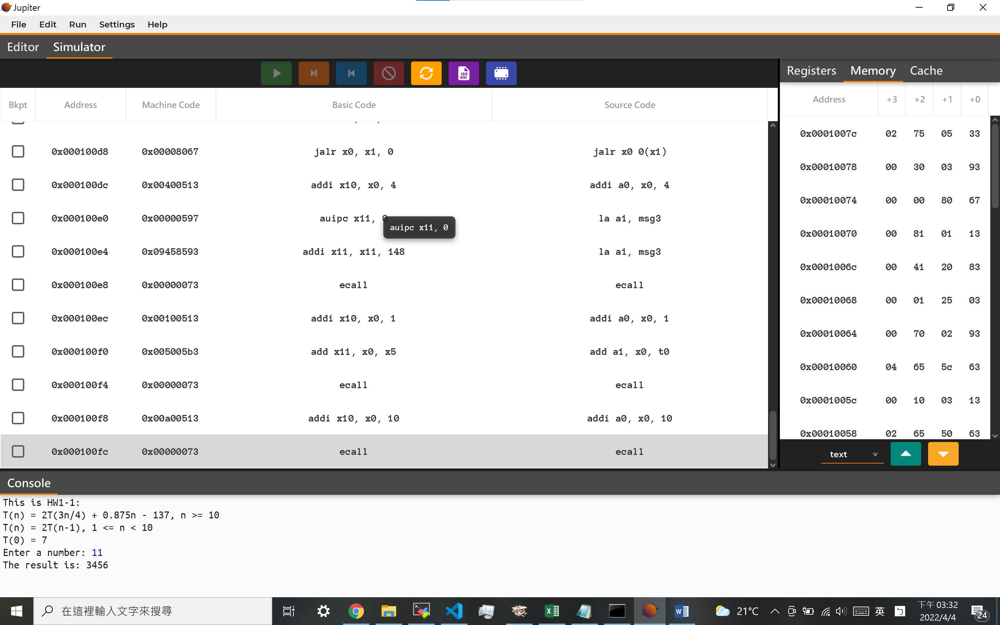 Jupiter
File Edit Run Settings Help
Editor Simulator
Registers Memory Cache
Bkpt Address Machine Code Basic Code Source Code
0x000100d8 0x00008067 jalr x0, x1, 0 jalr x0 0(x1)
0x000100dc 0x00400513 addi x10, x0, 4 addi a0, x0, 4
0x000100e0 0x00000597 auipc x11, 0 la a1, msg3
auipc x11, 0
0x000100e4 0x09458593 addi x11, x11, 148 la a1, msg3
0x000100e8 0x00000073 ecall ecall
0x000100ec 0x00100513 addi x10, x0, 1 addi a0, x0, 1
0x000100f0 0x005005b3 add x11, x0, x5 add a1, x0, t0
0x000100f4 0x00000073 ecall ecall
0x000100f8 0x00a00513 addi x10, x0, 10 addi a0, x0, 10
0x000100fc 0x00000073 ecall ecall
Address +3 +2 +1 +0
0x0001007c 02 75 05 33
0x00010078 00 30 03 93
0x00010074 00 00 80 67
0x00010070 00 81 01 13
0x0001006c 00 41 20 83
0x00010068 00 01 25 03
0x00010064 00 70 02 93
0x00010060 04 65 5c 63
0x0001005c 00 10 03 13
0x00010058 02 65 50 63
text
Console
This is HW1-1:
T(n) = 2T(3n/4) + 0.875n - 137, n >= 10
T(n) = 2T(n-1), 1 <= n < 10
T(0) = 7
Enter a number: 11
The result is: 3456
在這裡輸入文字來搜尋
21°C
英
ㄅ
下午 03:32
2022/4/4
24